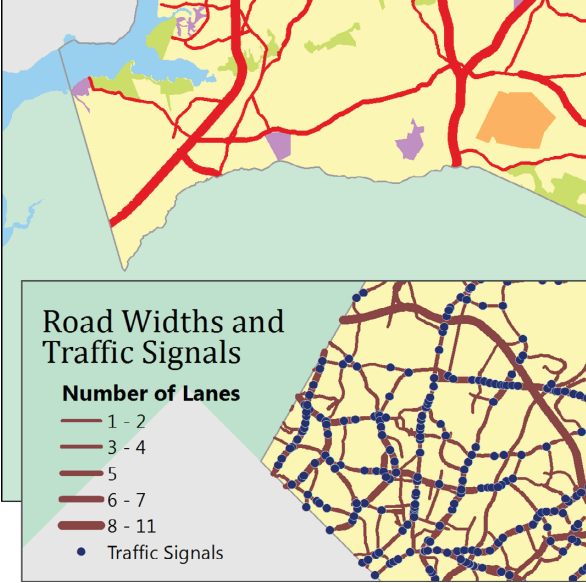 Road Widths and
Traffic Signals
Number of Lanes
1 - 2
3 - 4
5
6 - 7
8 - 11
Traffic Signals